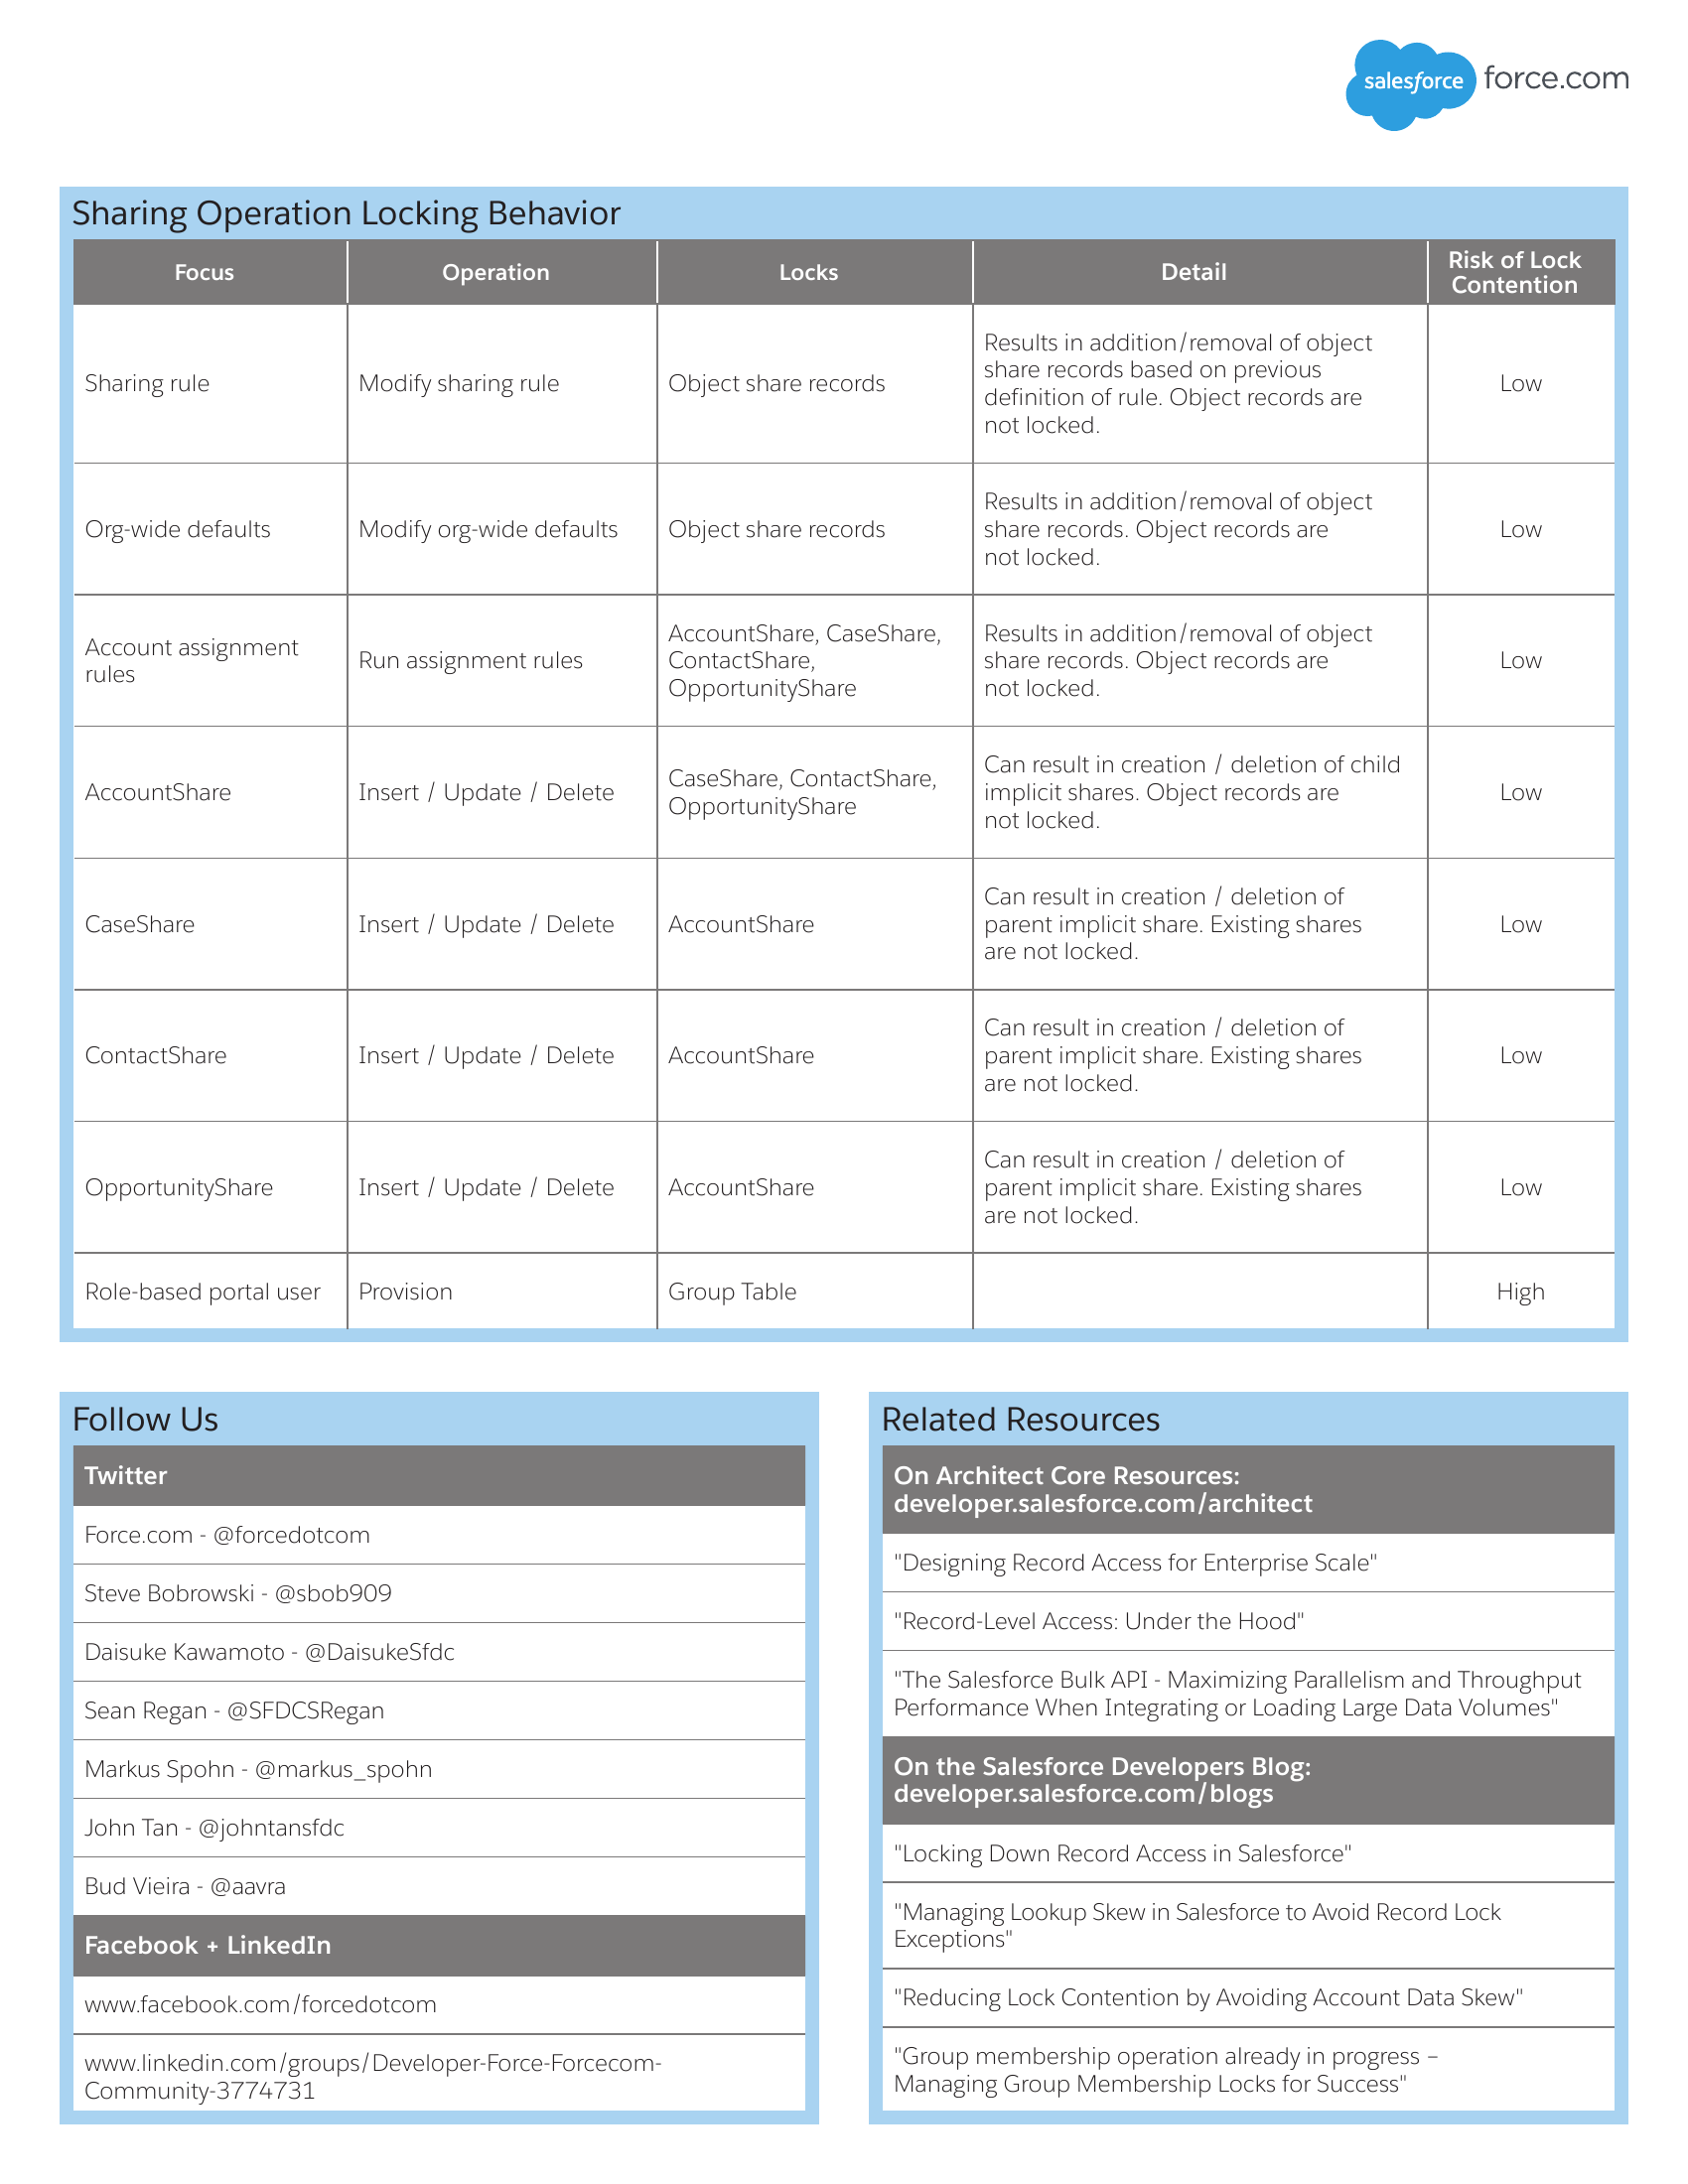 salesforce force.com
Sharing Operation Locking Behavior
Focus
Operation
Locks
Detail
Risk of Lock
Contention
Sharing rule
Modify sharing rule
Object share records
Results in addition/removal of object
share records based on previous
definition of rule. Object records are
not locked.
Low
Org-wide defaults
Modify org-wide defaults
Object share records
Results in addition/removal of object
share records. Object records are
not locked.
Low
Account assignment
rules
Run assignment rules
AccountShare, CaseShare,
ContactShare,
OpportunityShare
Results in addition/removal of object
share records. Object records are
not locked.
Low
AccountShare
Insert / Update / Delete
CaseShare, ContactShare,
OpportunityShare
Can result in creation / deletion of child
implicit shares. Object records are
not locked.
Low
CaseShare
Insert / Update / Delete
AccountShare
Can result in creation / deletion of
parent implicit share. Existing shares
are not locked.
Low
ContactShare
Insert / Update / Delete
AccountShare
Can result in creation / deletion of
parent implicit share. Existing shares
are not locked.
Low
OpportunityShare
Insert / Update / Delete
AccountShare
Can result in creation / deletion of
parent implicit share. Existing shares
are not locked.
Low
Role-based portal user
Provision
Group Table
High
Follow Us
Twitter
Force.com - @forcedotcom
Steve Bobrowski - @sbob909
Daisuke Kawamoto - @DaisukeSfdc
Sean Regan - @SFDCSRegan
Markus Spohn - @markus_spohn
John Tan - @johntansfdc
Bud Vieira - @aavra
Facebook + LinkedIn
www.facebook.com/forcedotcom
www.linkedin.com/groups/Developer-Force-Forcecom-
Community-3774731
Related Resources
On Architect Core Resources:
developer.salesforce.com/architect
"Designing Record Access for Enterprise Scale"
"Record-Level Access: Under the Hood"
"The Salesforce Bulk API - Maximizing Parallelism and Throughput
Performance When Integrating or Loading Large Data Volumes"
On the Salesforce Developers Blog:
developer.salesforce.com/blogs
"Locking Down Record Access in Salesforce"
"Managing Lookup Skew in Salesforce to Avoid Record Lock
Exceptions"
"Reducing Lock Contention by Avoiding Account Data Skew"
"Group membership operation already in progress –
Managing Group Membership Locks for Success"